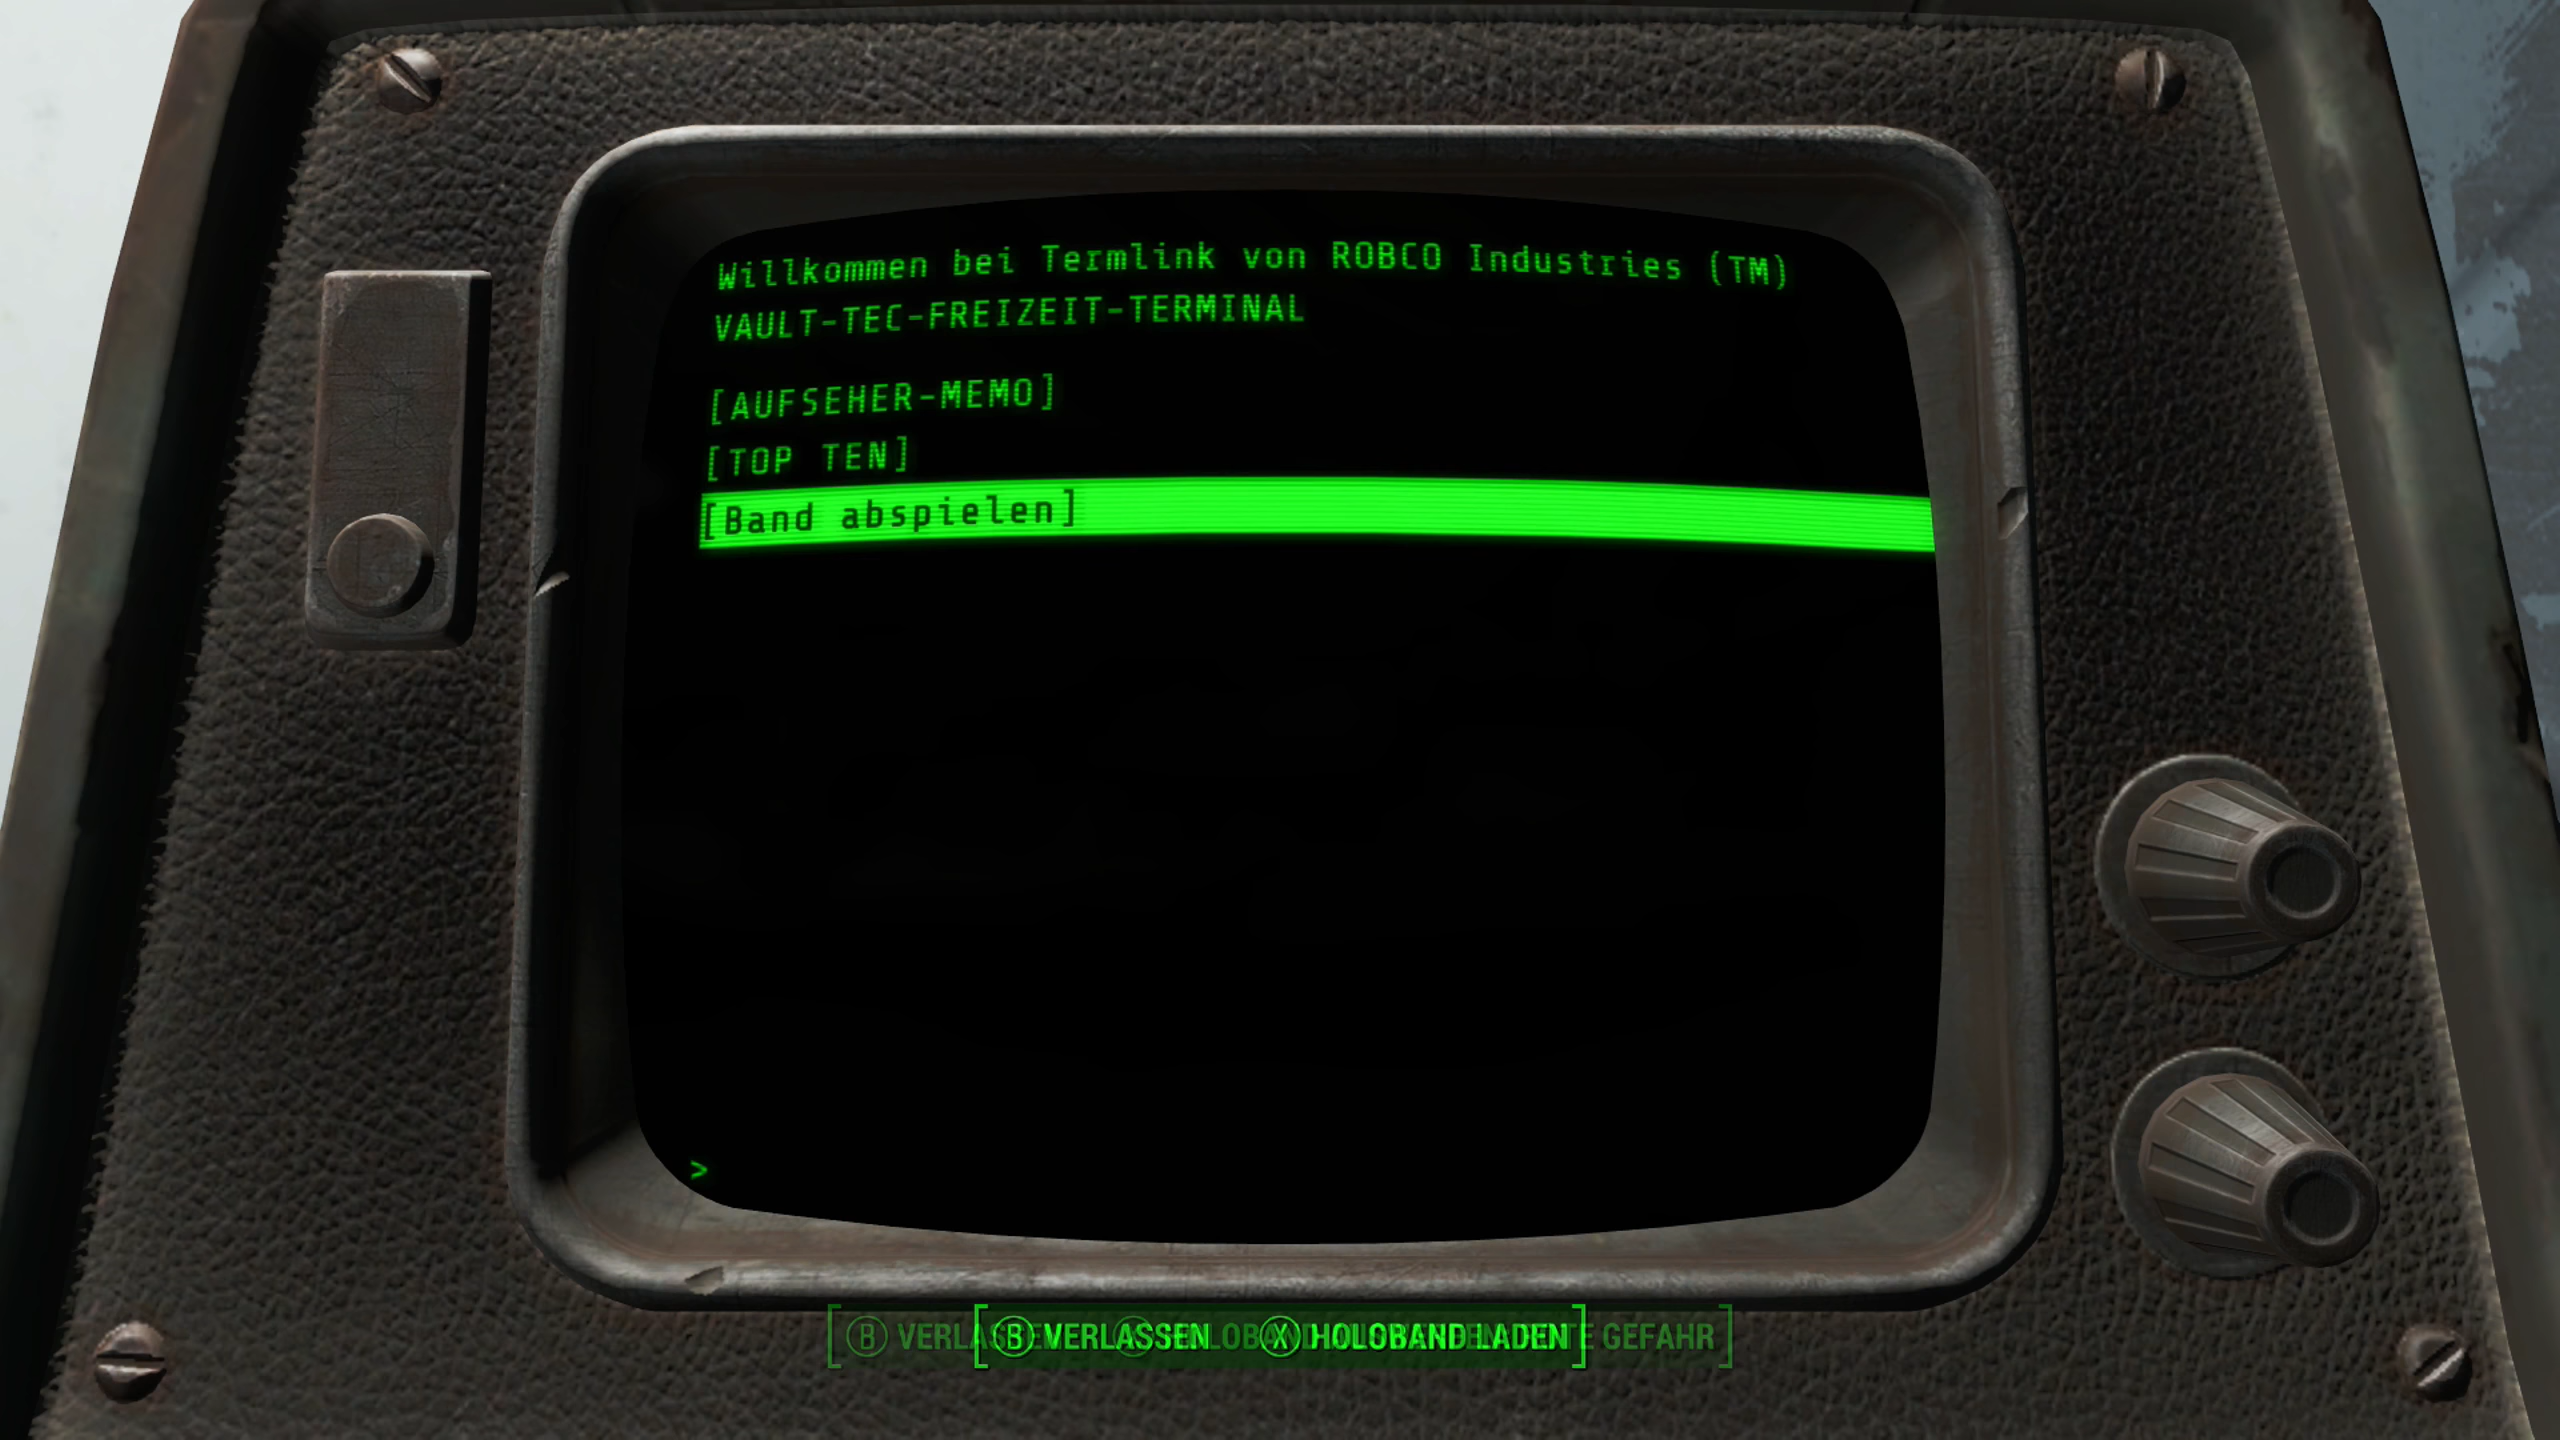 Willkommen bei Termlink von ROBCO Industries (TM)
VAULT-TEC-FREIZEIT-TERMINAL
[AUFSEHER-MEMO]
[TOP TEN]
[Band abspielen]
>
[Ⓑ VERLASSEN Ⓧ HOLOBAND LADEN]
GEFAHR]